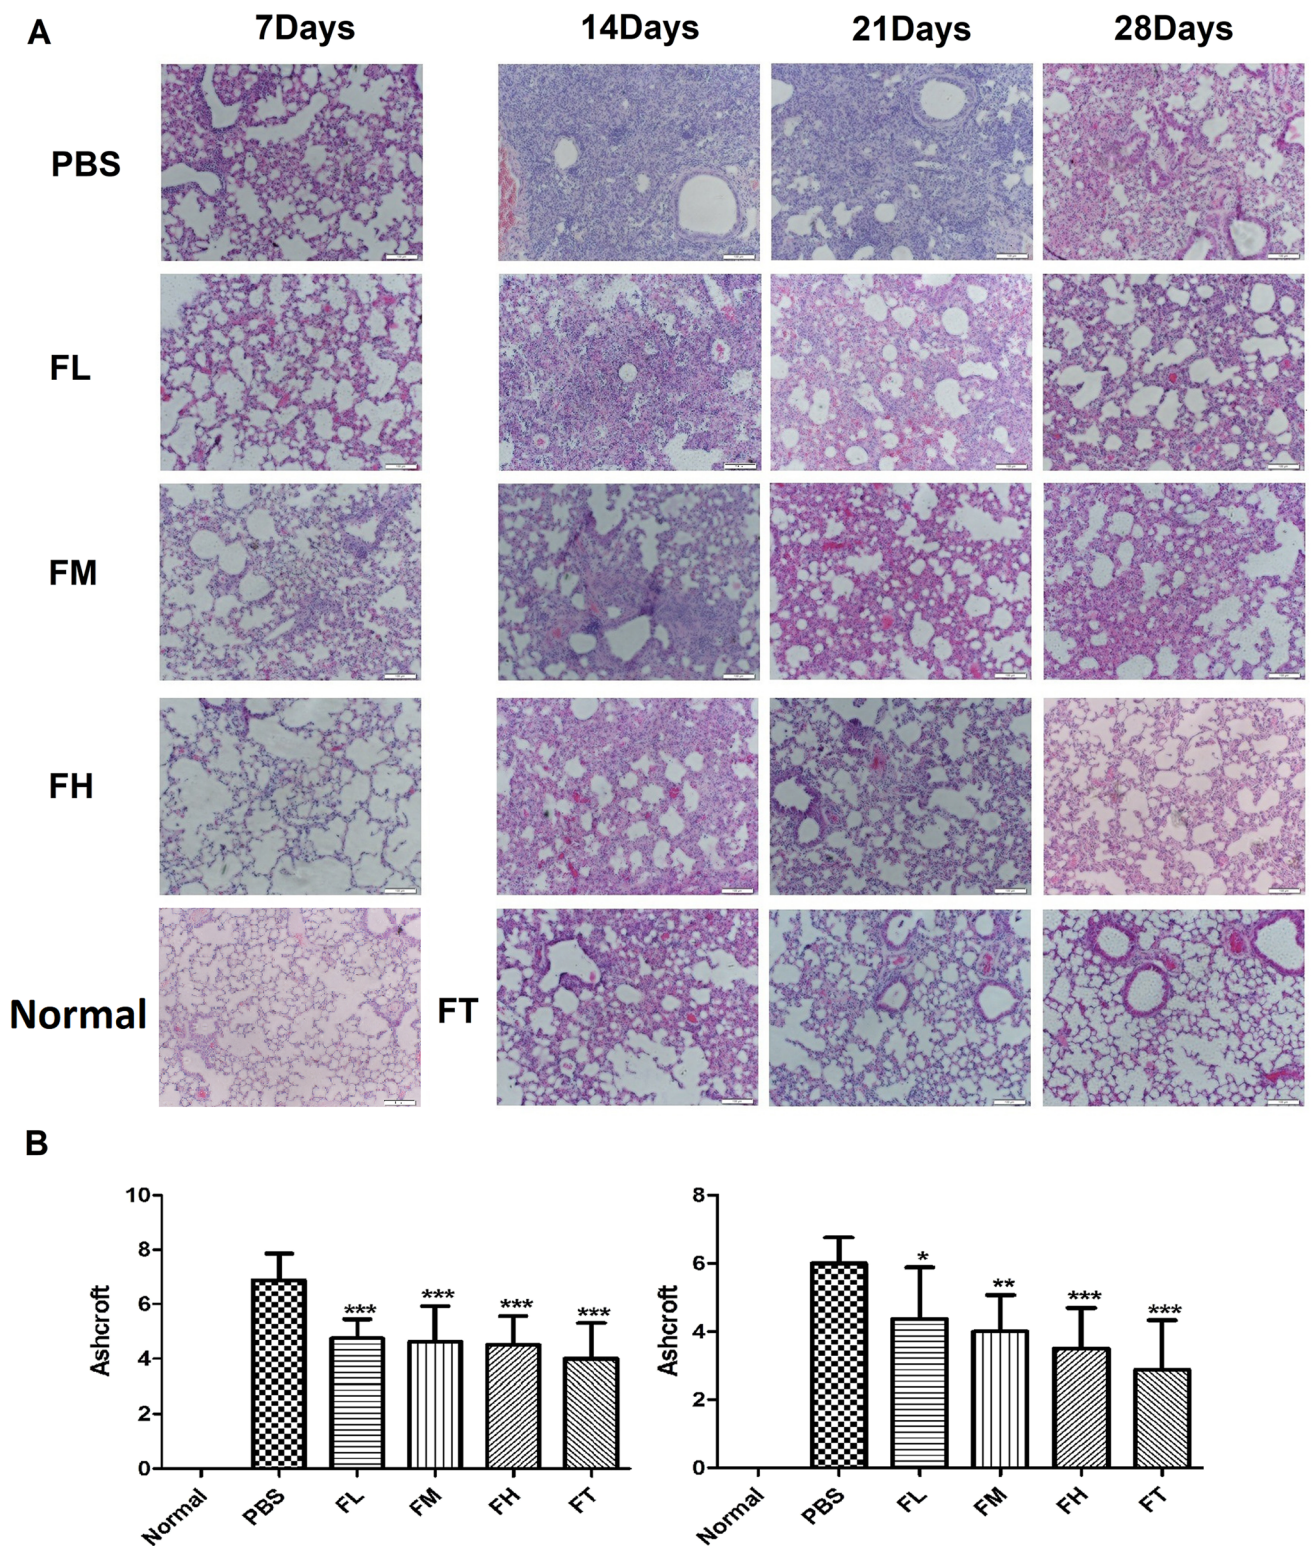 A
7Days 14Days 21Days 28Days
PBS
FL
FM
FH
Normal
FT
B
10
8
6
4
2
0
Ashcroft
***
***
***
***
Normal PBS FL FM FH FT
8
6
4
2
0
Ashcroft
*
**
***
***
Normal PBS FL FM FH FT